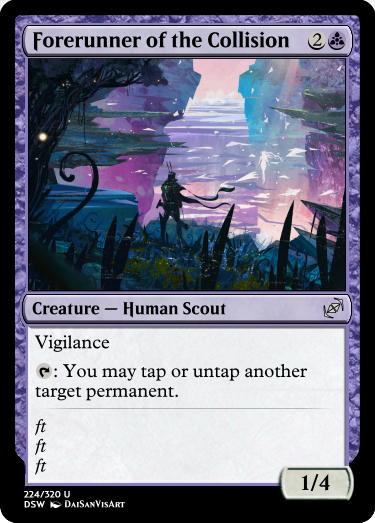 Forerunner of the Collision 2
Creature — Human Scout
Vigilance
: You may tap or untap another
target permanent.
ft
ft
ft
1/4
224/320 U
DSW DaiSanVisArt